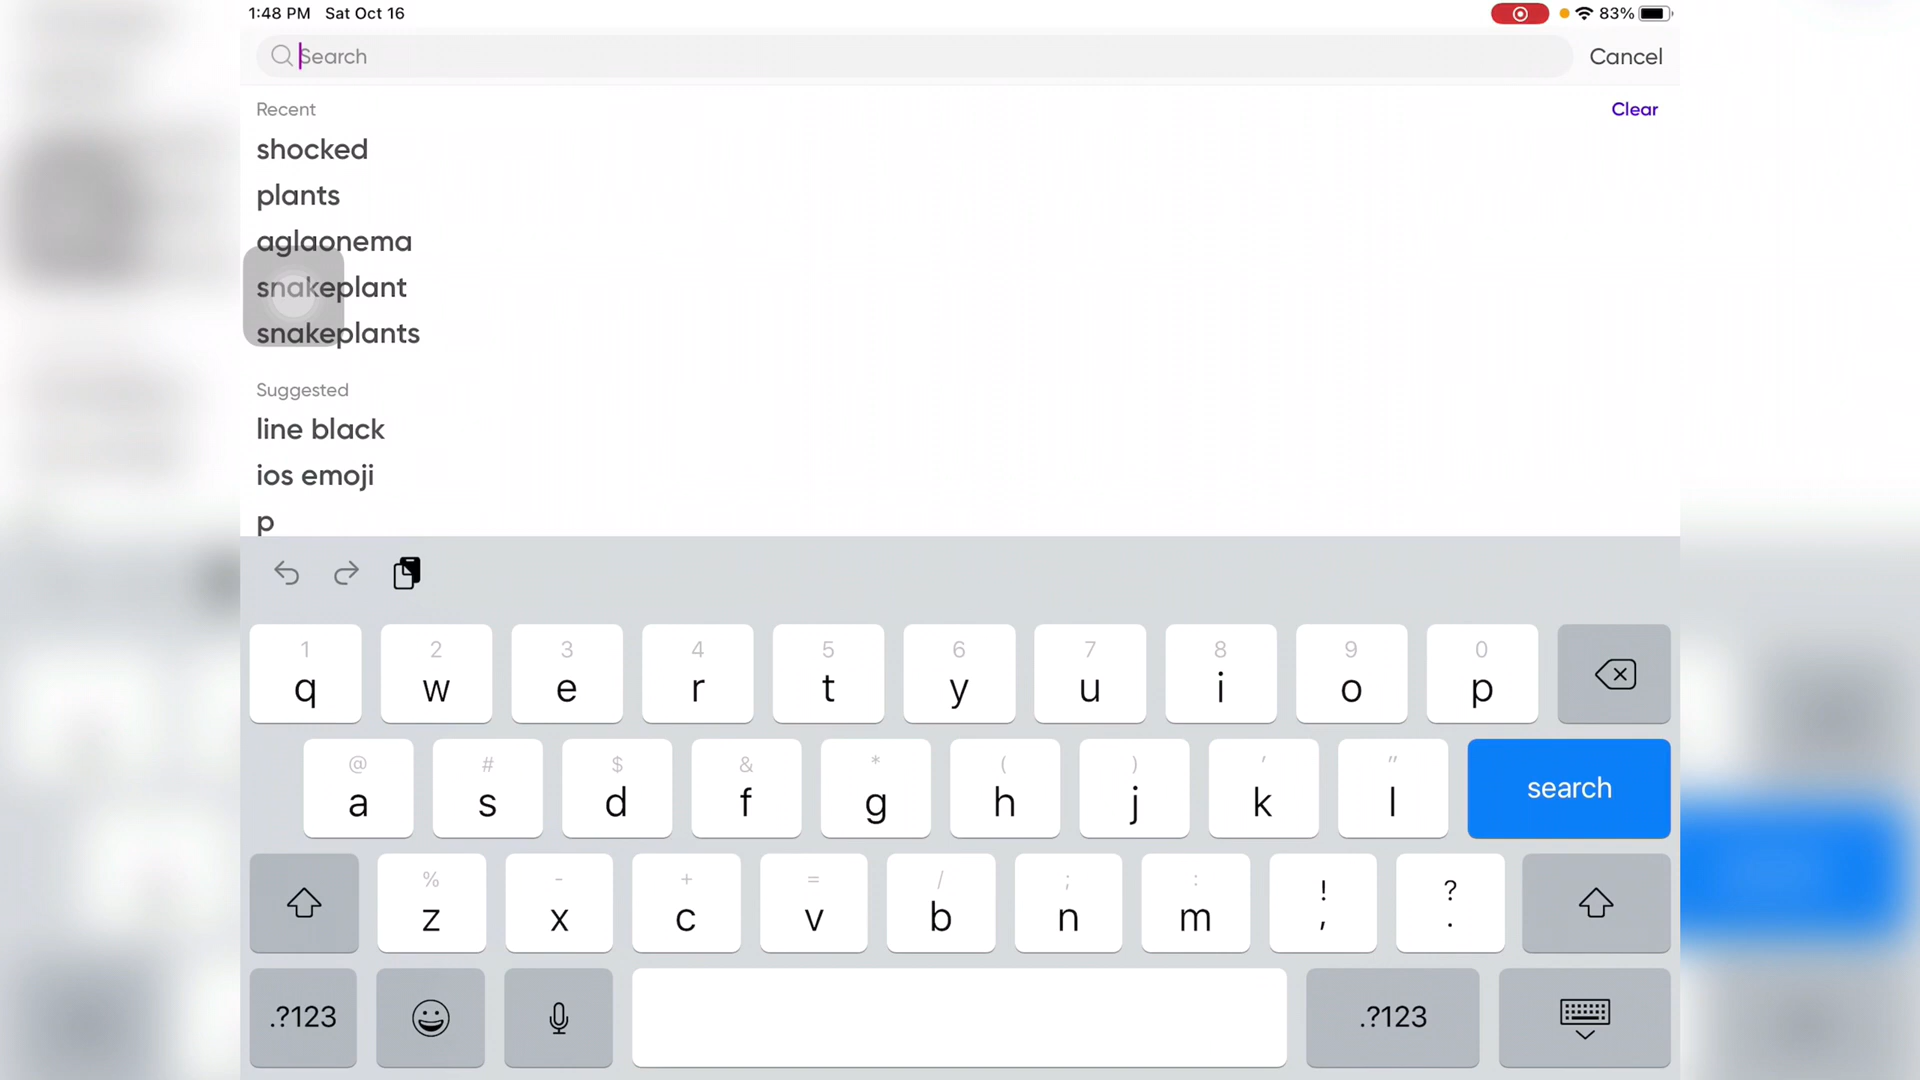 1:48 PM Sat Oct 16 83%
Search Cancel
Recent Clear
shocked
plants
aglaonema
snakeplant
snakeplants
Suggested
line black
ios emoji
p
1 2 3 4 5 6 7 8 9 0
q w e r t y u i o p
@ # $ & * ( ) ' "
a s d f g h j k l search
% - + = / ; : ! ?
z x c v b n m , .
.?123 .?123